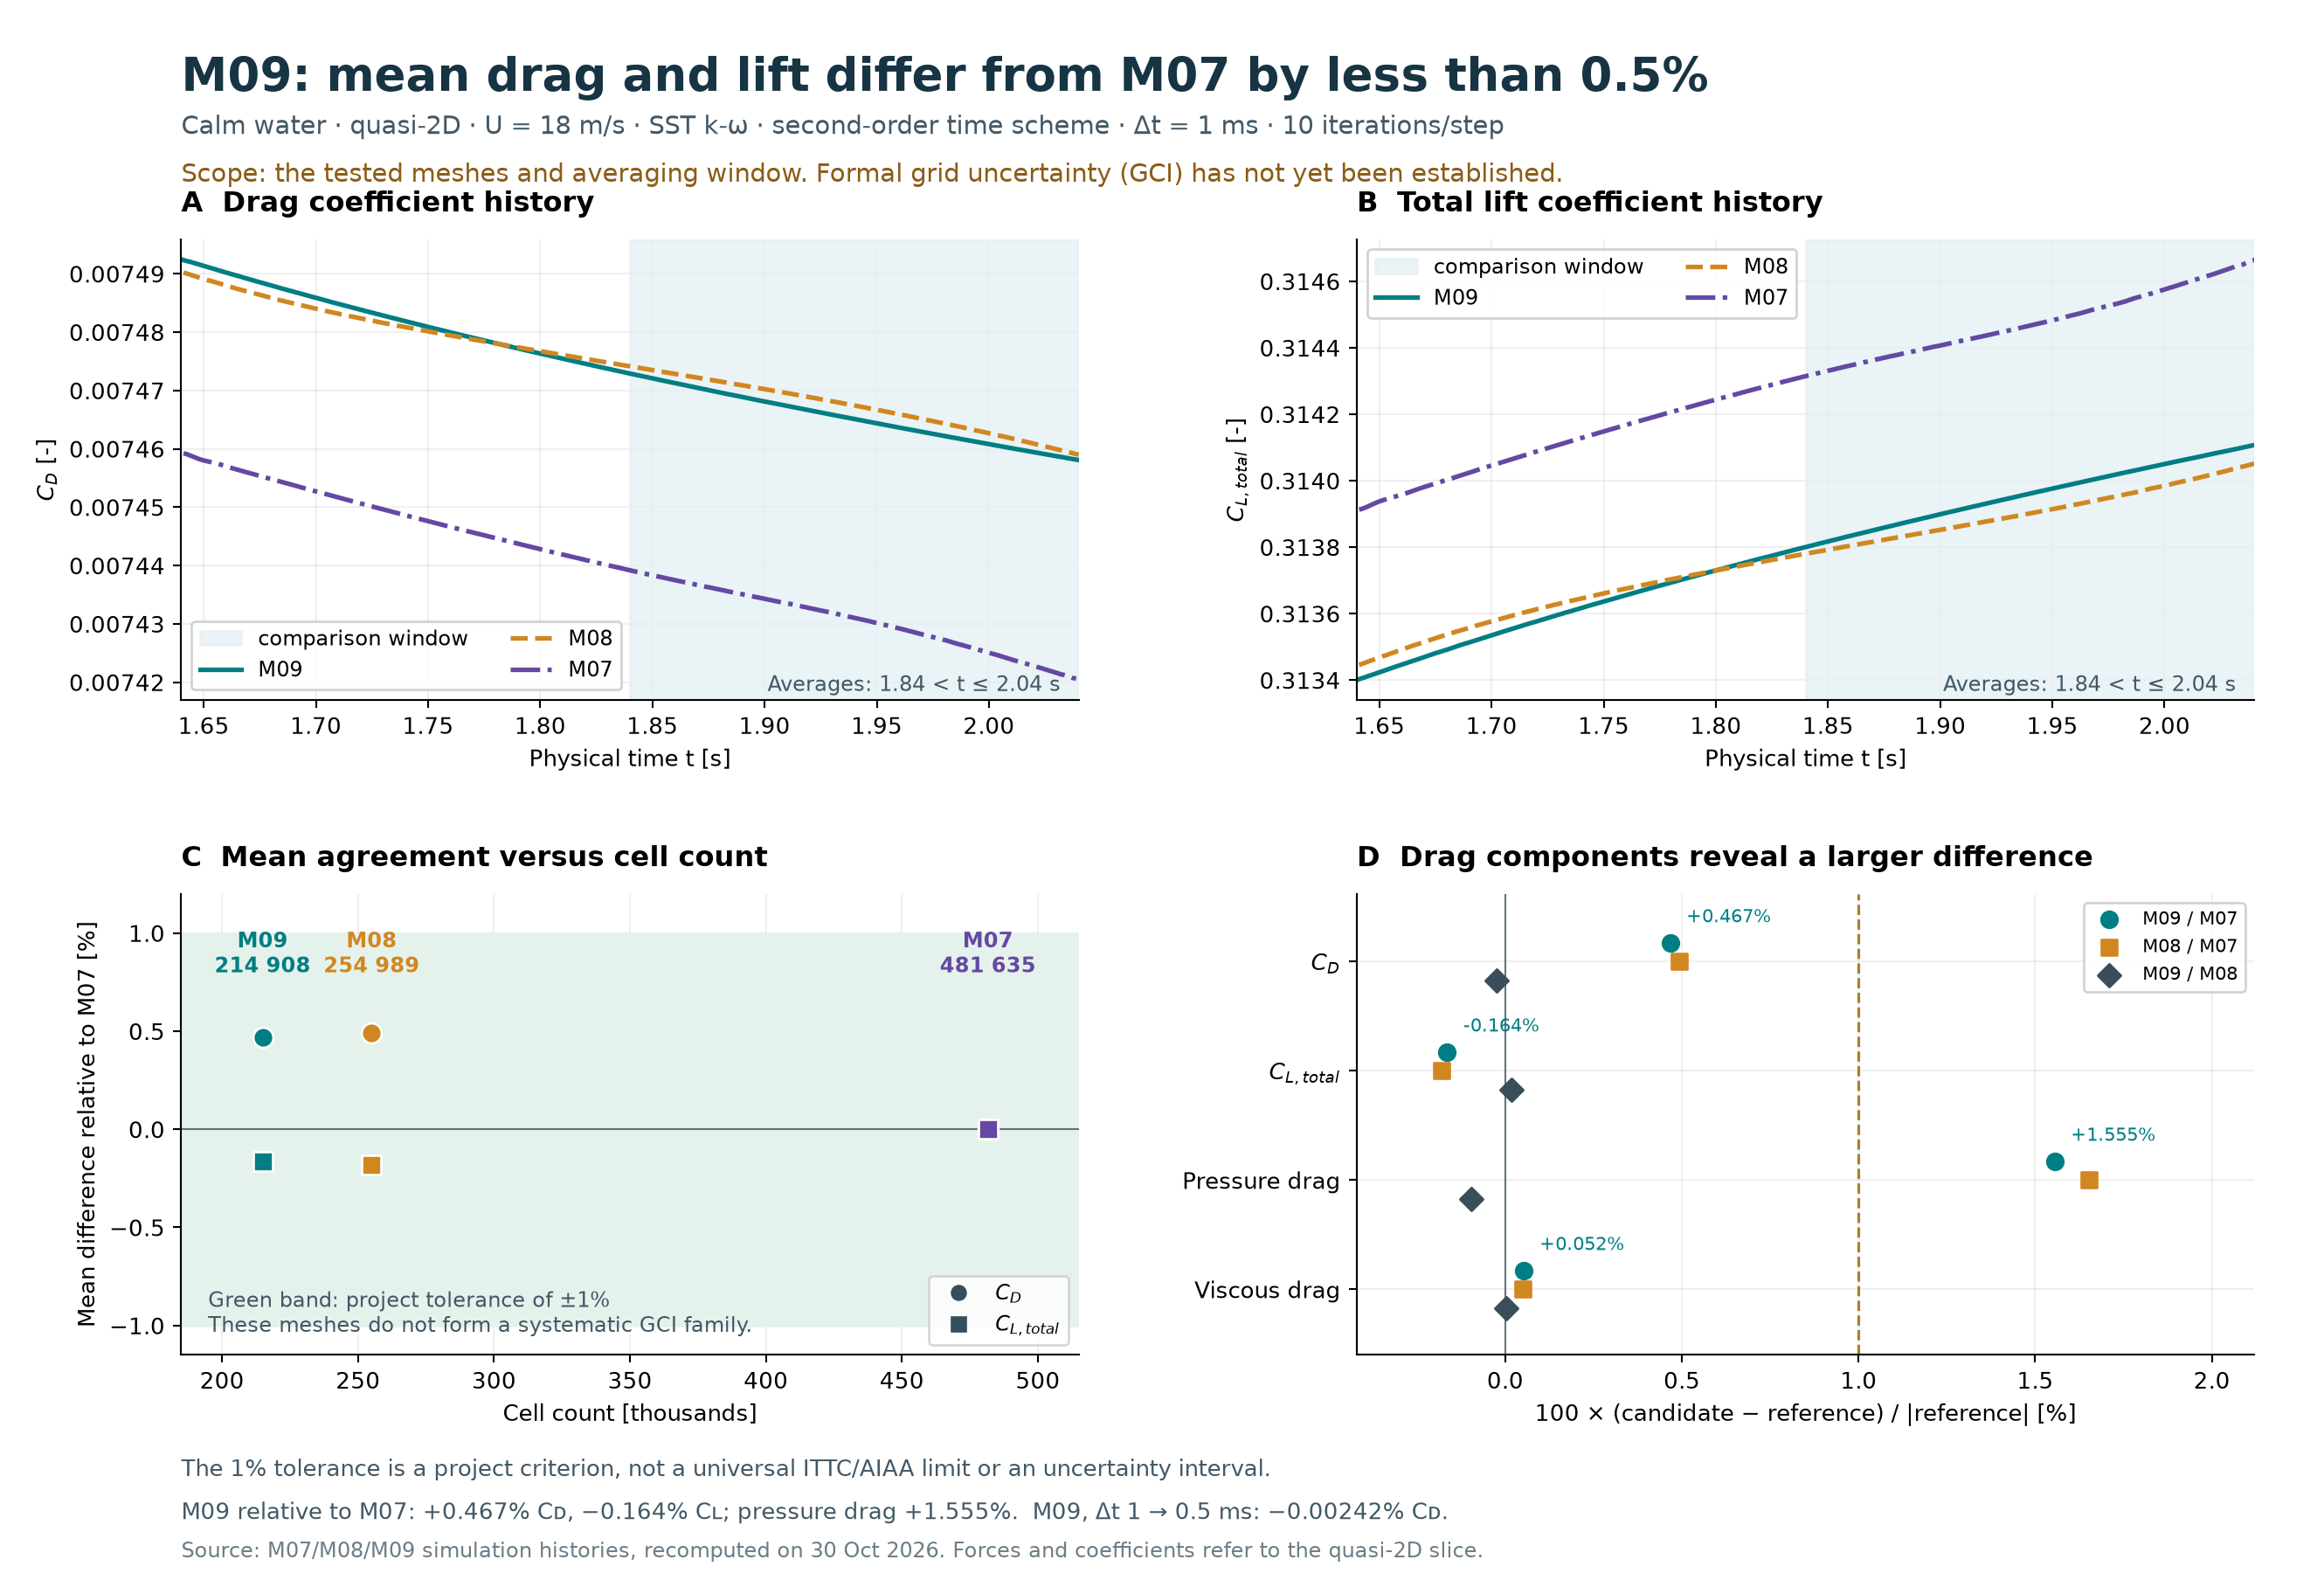 M09: mean drag and lift differ from M07 by less than 0.5%
Calm water · quasi-2D · U = 18 m/s · SST k-ω · second-order time scheme · Δt = 1 ms · 10 iterations/step
Scope: the tested meshes and averaging window. Formal grid uncertainty (GCI) has not yet been established.
A Drag coefficient history
0.00749
0.00748
0.00747
0.00746
0.00745
0.00744
0.00743
0.00742
C_D [-]
comparison window
M09
M08
M07
Averages: 1.84 < t ≤ 2.04 s
1.65 1.70 1.75 1.80 1.85 1.90 1.95 2.00
Physical time t [s]
B Total lift coefficient history
0.3146
0.3144
0.3142
0.3140
0.3138
0.3136
0.3134
C_{L,total} [-]
comparison window
M09
M08
M07
Averages: 1.84 < t ≤ 2.04 s
1.65 1.70 1.75 1.80 1.85 1.90 1.95 2.00
Physical time t [s]
C Mean agreement versus cell count
1.0
0.5
0.0
−0.5
−1.0
Mean difference relative to M07 [%]
M09
214 908
M08
254 989
M07
481 635
Green band: project tolerance of ±1%
These meshes do not form a systematic GCI family.
C_D
C_{L,total}
200 250 300 350 400 450 500
Cell count [thousands]
D Drag components reveal a larger difference
C_D
C_{L,total}
Pressure drag
Viscous drag
+0.467%
-0.164%
+1.555%
+0.052%
M09 / M07
M08 / M07
M09 / M08
0.0 0.5 1.0 1.5 2.0
100 × (candidate − reference) / |reference| [%]
The 1% tolerance is a project criterion, not a universal ITTC/AIAA limit or an uncertainty interval.
M09 relative to M07: +0.467% Cᴅ, −0.164% Cʟ; pressure drag +1.555%. M09, Δt 1 → 0.5 ms: −0.00242% Cᴅ.
Source: M07/M08/M09 simulation histories, recomputed on 30 Oct 2026. Forces and coefficients refer to the quasi-2D slice.